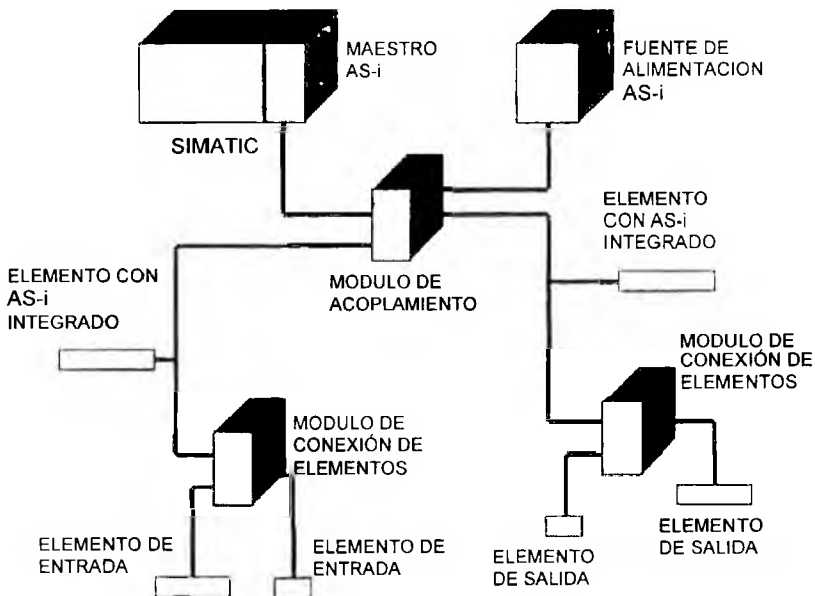 MAESTRO
AS-i
FUENTE DE
ALIMENTACION
AS-i
SIMATIC
ELEMENTO
CON AS-i
INTEGRADO
ELEMENTO CON
AS-i
INTEGRADO
MODULO DE
ACOPLAMIENTO
MODULO DE
CONEXIÓN DE
ELEMENTOS
MODULO DE
CONEXIÓN DE
ELEMENTOS
ELEMENTO DE
ENTRADA
ELEMENTO DE
ENTRADA
ELEMENTO
DE SALIDA
ELEMENTO
DE SALIDA